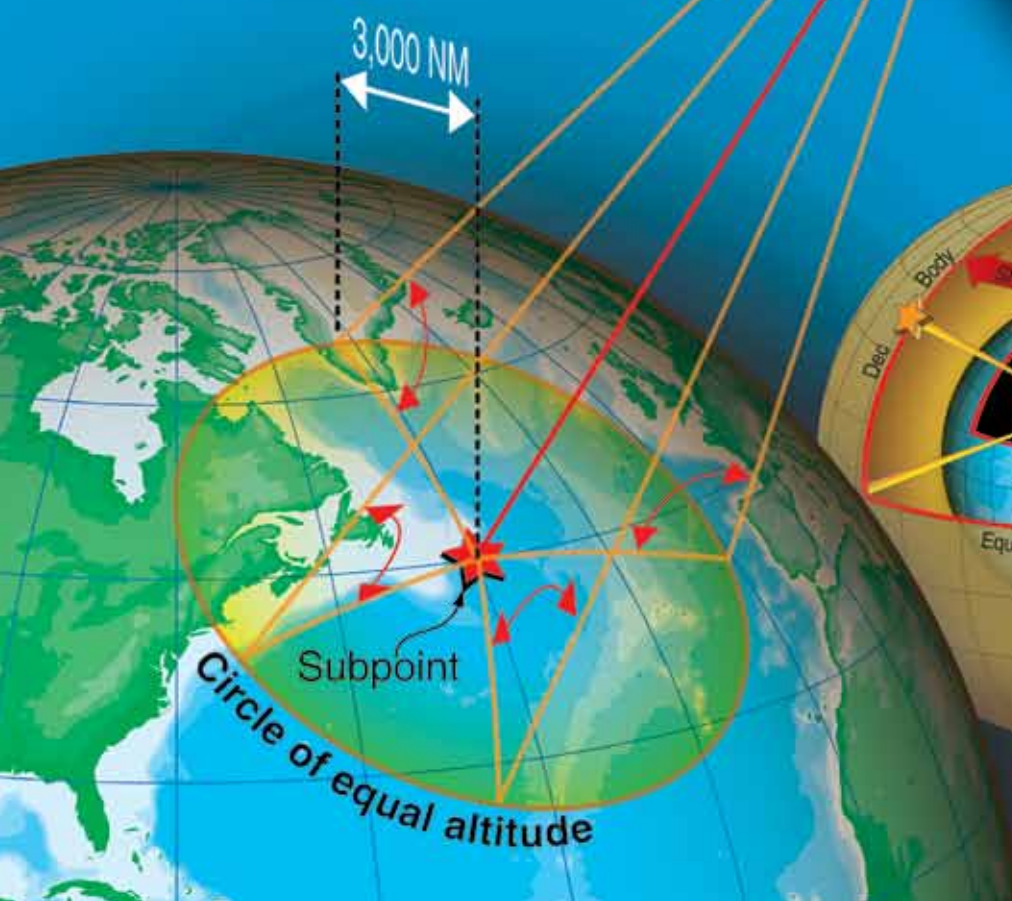 3,000 NM
Body
Dec
Subpoint
Circle of equal altitude